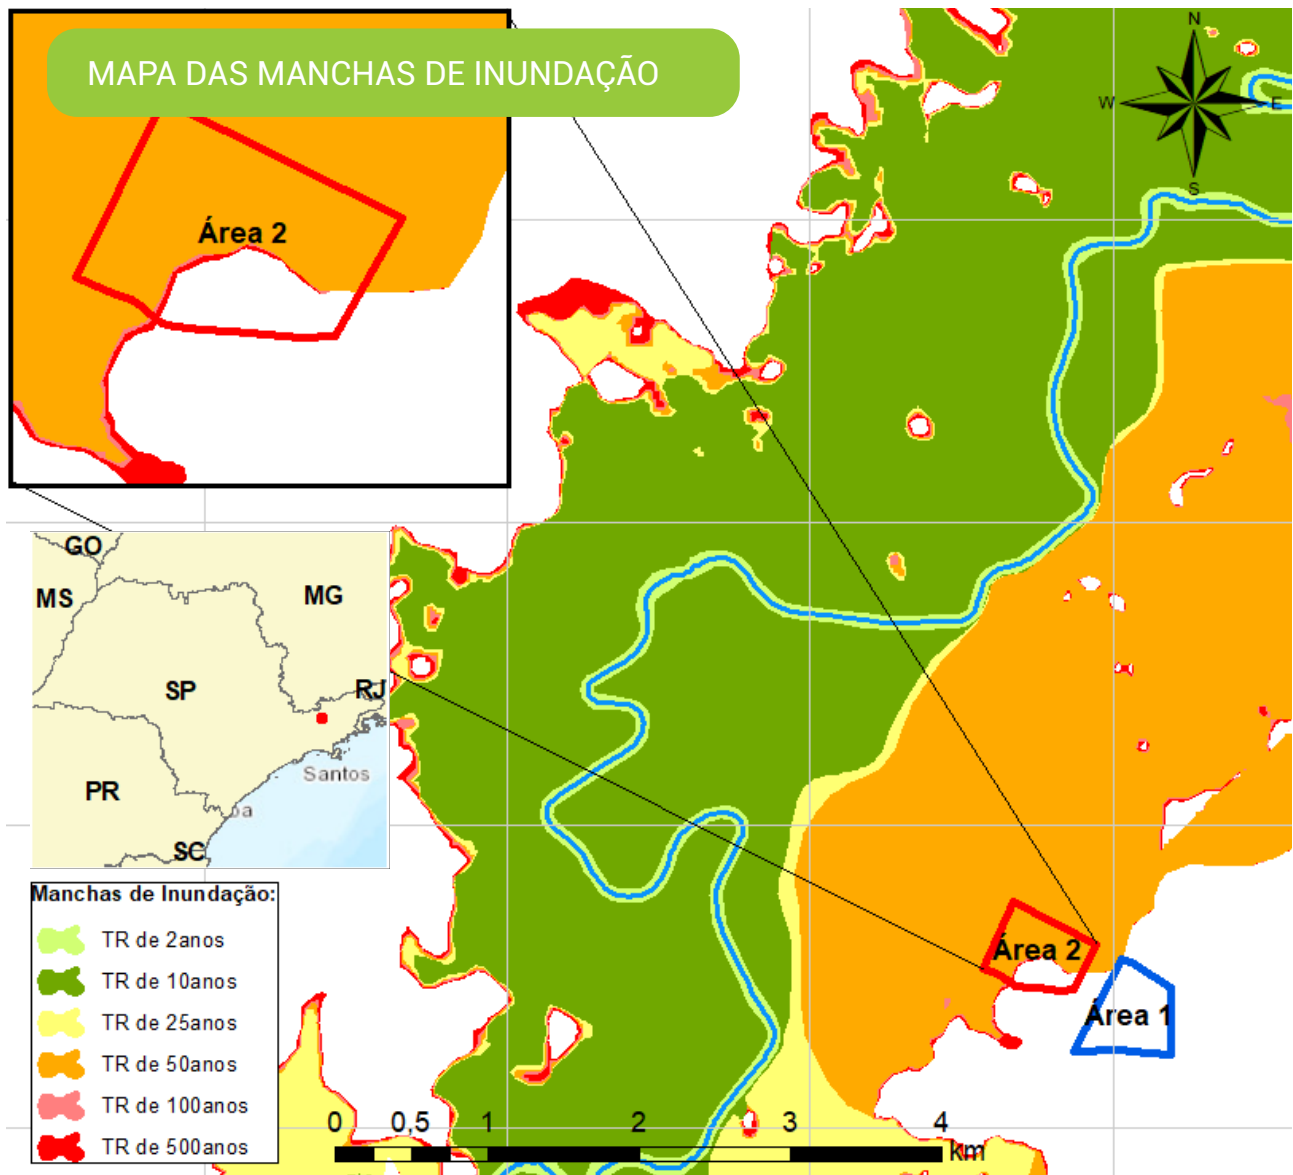 MAPA DAS MANCHAS DE INUNDAÇÃO
N
W
E
S
Área 2
GO
MS
MG
SP
RJ
Santos
PR
SC
Manchas de Inundação:
TR de 2anos
TR de 10anos
TR de 25anos
TR de 50anos
TR de 100anos
TR de 500anos
Área 2
Área 1
0 0,5 1 2 3 4
km